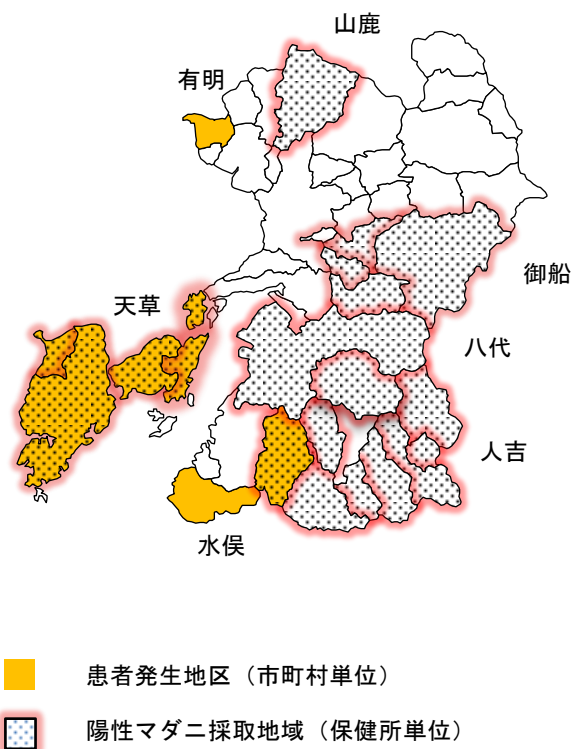 山鹿
有明
御船
天草
八代
人吉
水俣
患者発生地区（市町村単位）
陽性マダニ採取地域（保健所単位）